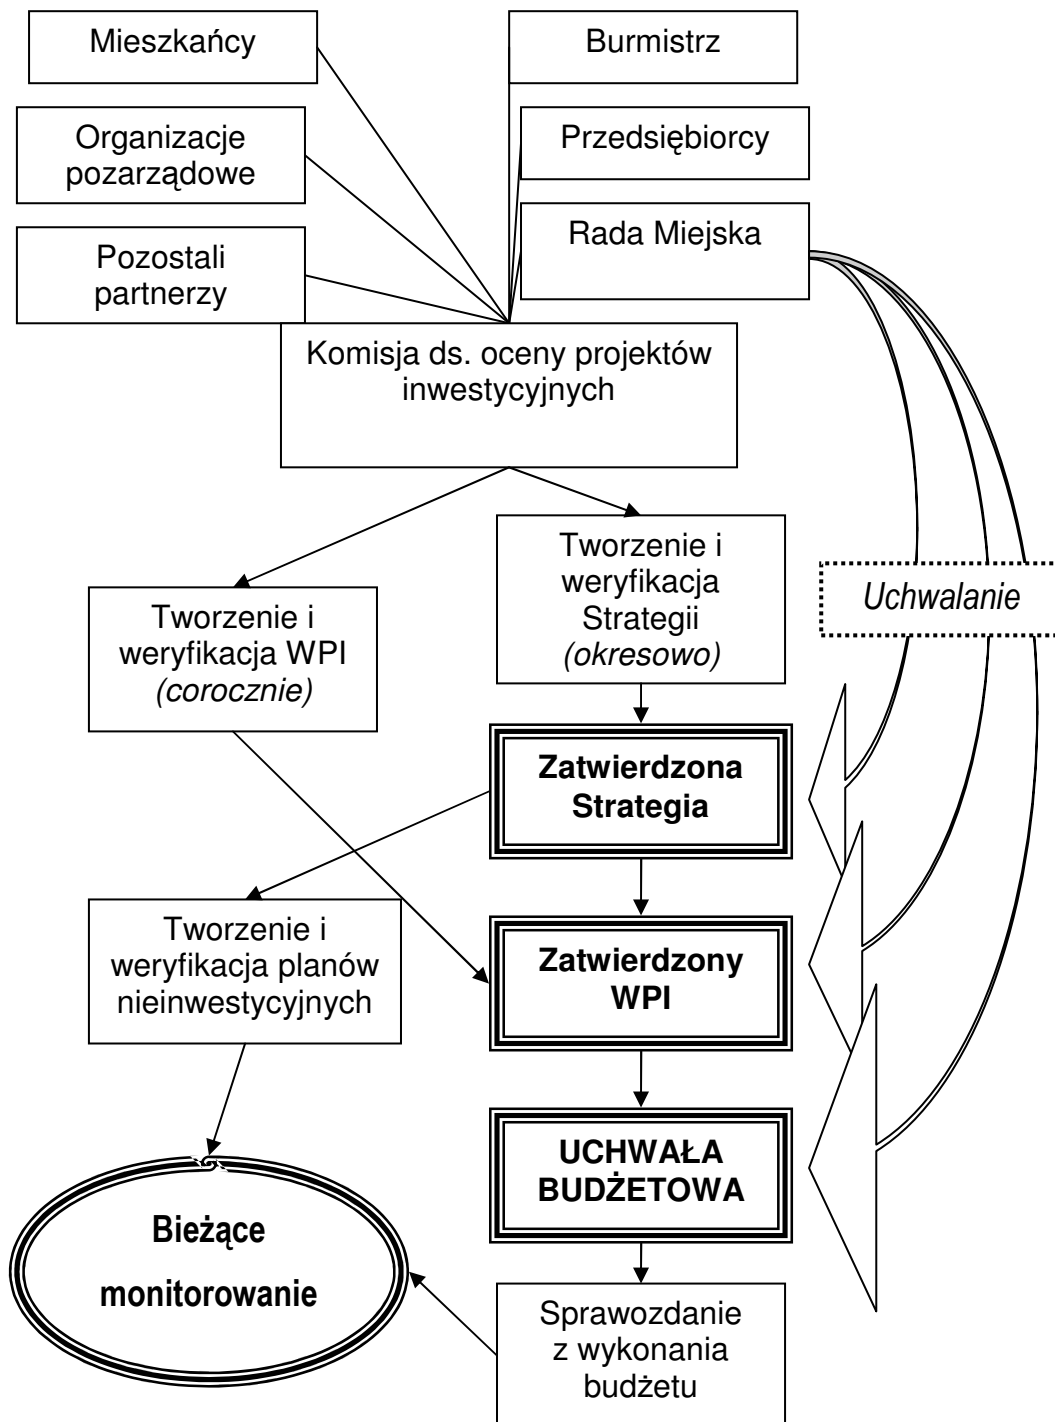 Mieszkańcy
Burmistrz
Organizacje
pozarządowe
Przedsiębiorcy
Pozostali
partnerzy
Rada Miejska
Komisja ds. oceny projektów
inwestycyjnych
Tworzenie i
weryfikacja WPI
(corocznie)
Tworzenie i
weryfikacja
Strategii
(okresowo)
Uchwalanie
Zatwierdzona
Strategia
Tworzenie i
weryfikacja planów
nieinwestycyjnych
Zatwierdzony
WPI
UCHWAŁA
BUDŻETOWA
Bieżące
monitorowanie
Sprawozdanie
z wykonania
budżetu